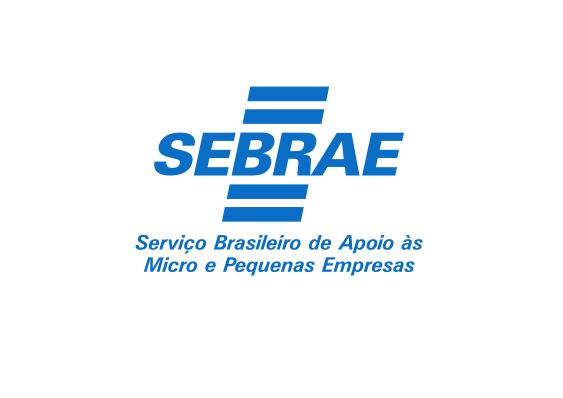 SEBRAE
Serviço Brasileiro de Apoio às
Micro e Pequenas Empresas